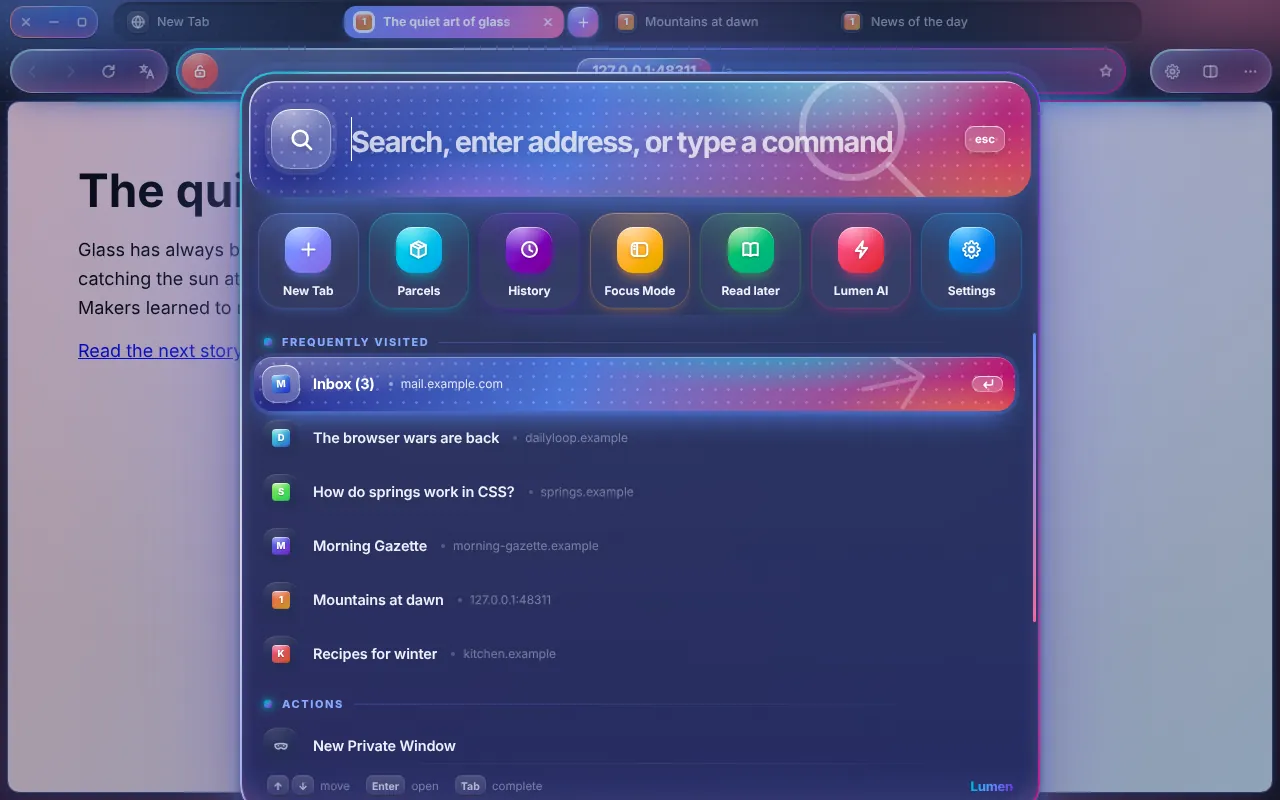 New Tab
The quiet art of glass
1 Mountains at dawn
1 News of the day
127.0.0.1:48311
Search, enter address, or type a command
esc
The qui
Glass has always b
catching the sun at
Makers learned to
Read the next story
New Tab
Parcels
History
Focus Mode
Read later
Lumen AI
Settings
FREQUENTLY VISITED
M Inbox (3) • mail.example.com
D The browser wars are back • dailyloop.example
S How do springs work in CSS? • springs.example
M Morning Gazette • morning-gazette.example
1 Mountains at dawn • 127.0.0.1:48311
K Recipes for winter • kitchen.example
ACTIONS
New Private Window
↑ ↓ move Enter open Tab complete
Lumen